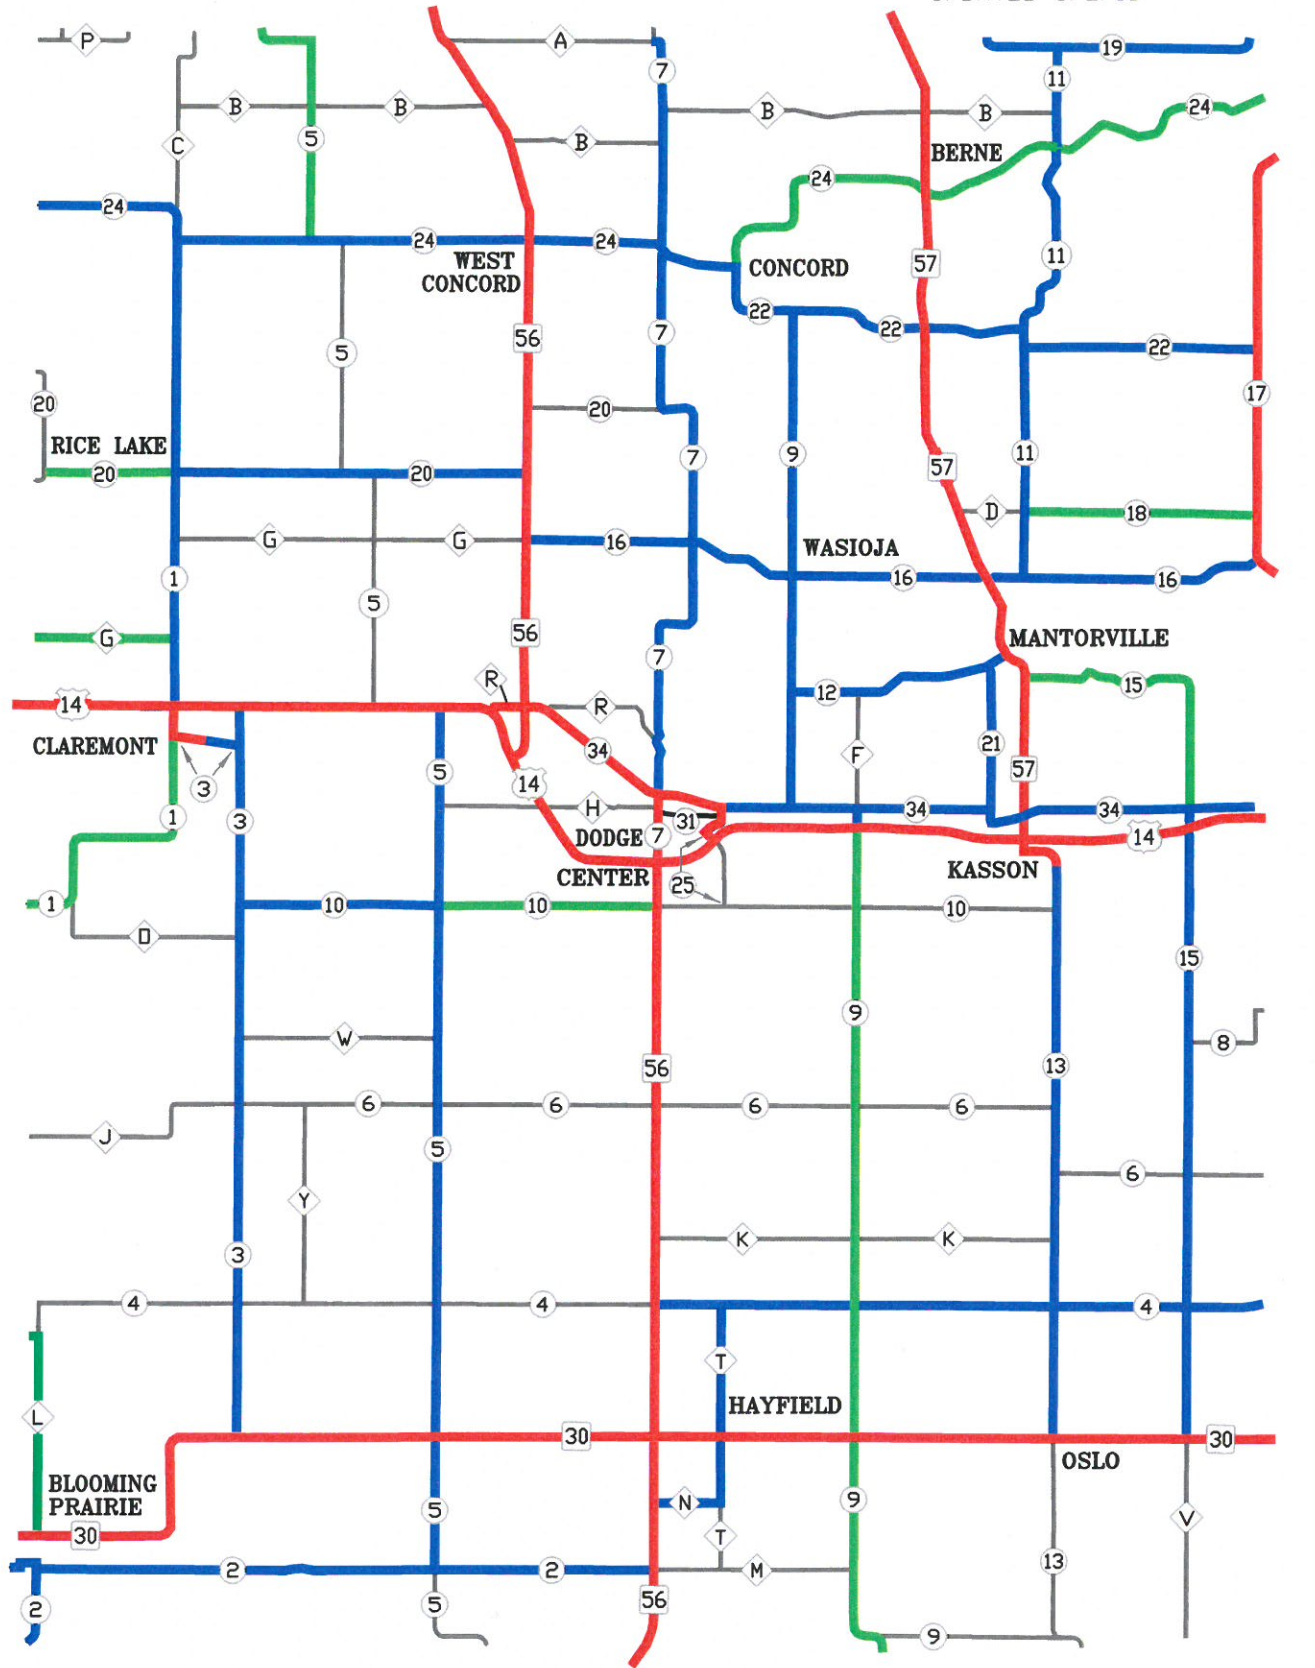 P
A
19
7
11
B
B
B
B
24
5
C
B
BERNE
24
24
24
24
WEST
CONCORD
CONCORD
57
11
22
22
22
56
7
5
20
20
17
RICE LAKE
20
20
7
9
57
11
D
18
G
G
16
WASIOJA
1
16
16
5
G
56
MANTORVILLE
7
R
R
12
15
14
CLAREMONT
34
F
21
57
5
14
3
H
34
34
1
3
31
DODGE
7
14
CENTER
KASSON
25
1
10
10
10
D
15
9
W
8
56
13
6
6
6
6
J
5
6
Y
K
K
3
4
4
4
T
HAYFIELD
L
30
30
OSLO
BLOOMING
PRAIRIE
N
9
5
V
30
T
2
2
M
13
2
5
56
9